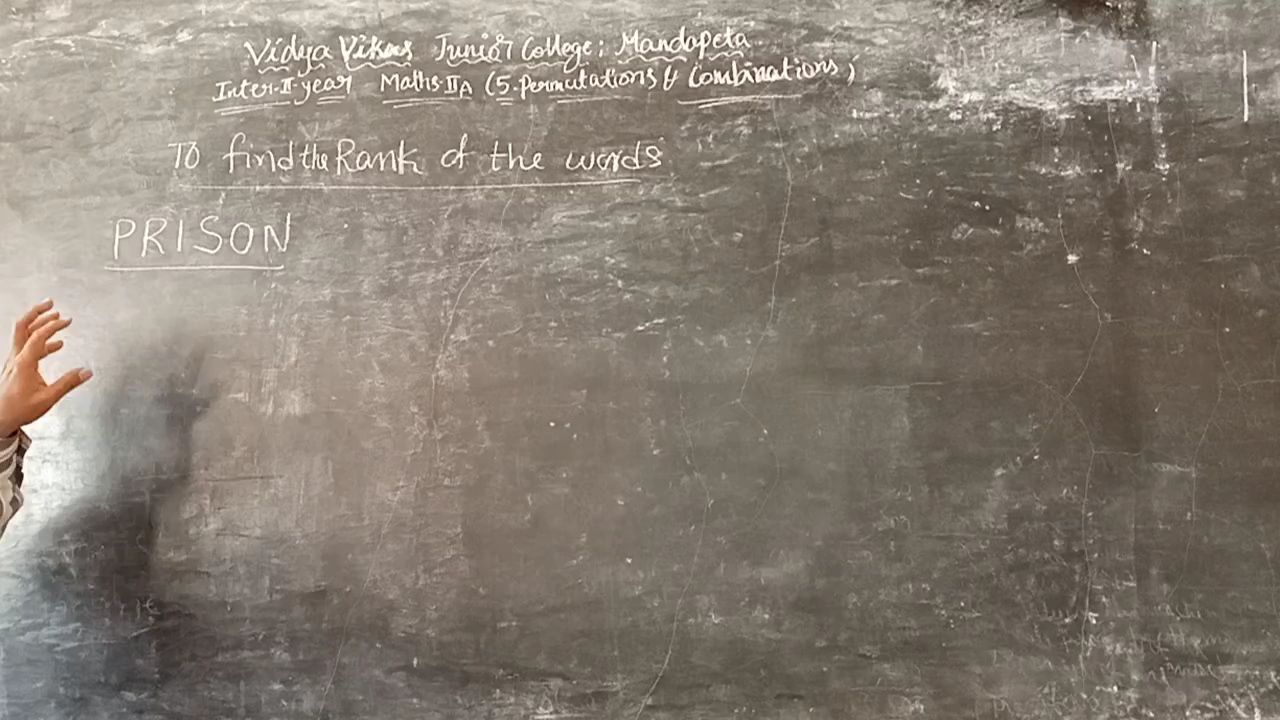 Vidya Vikas Junior College; Mandapeta
Inter-II-year Maths-IIA (5.Permutations & Combinations)
To find the Rank of the words
PRISON